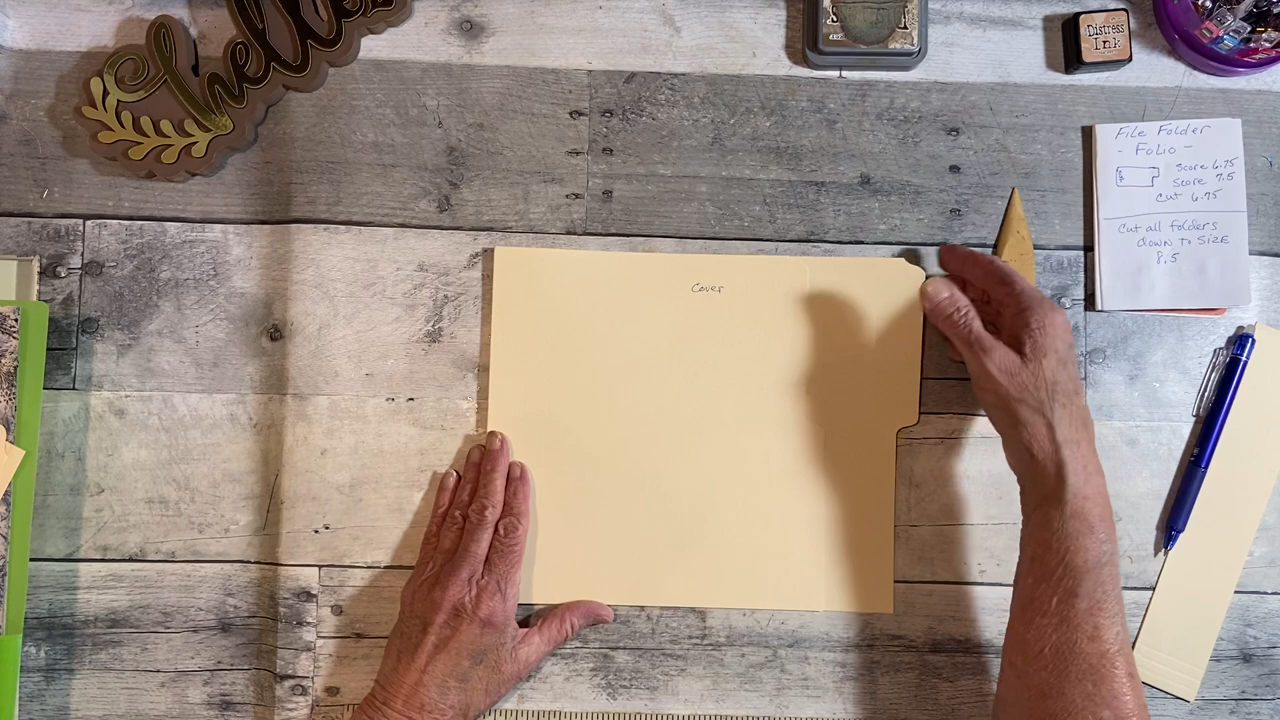 hello
Distress
Ink
File Folder
- Folio -
Score 6.75
Score 7.5
Cut 6.75
Cut all folders
down to SIZE
8.5
Cover